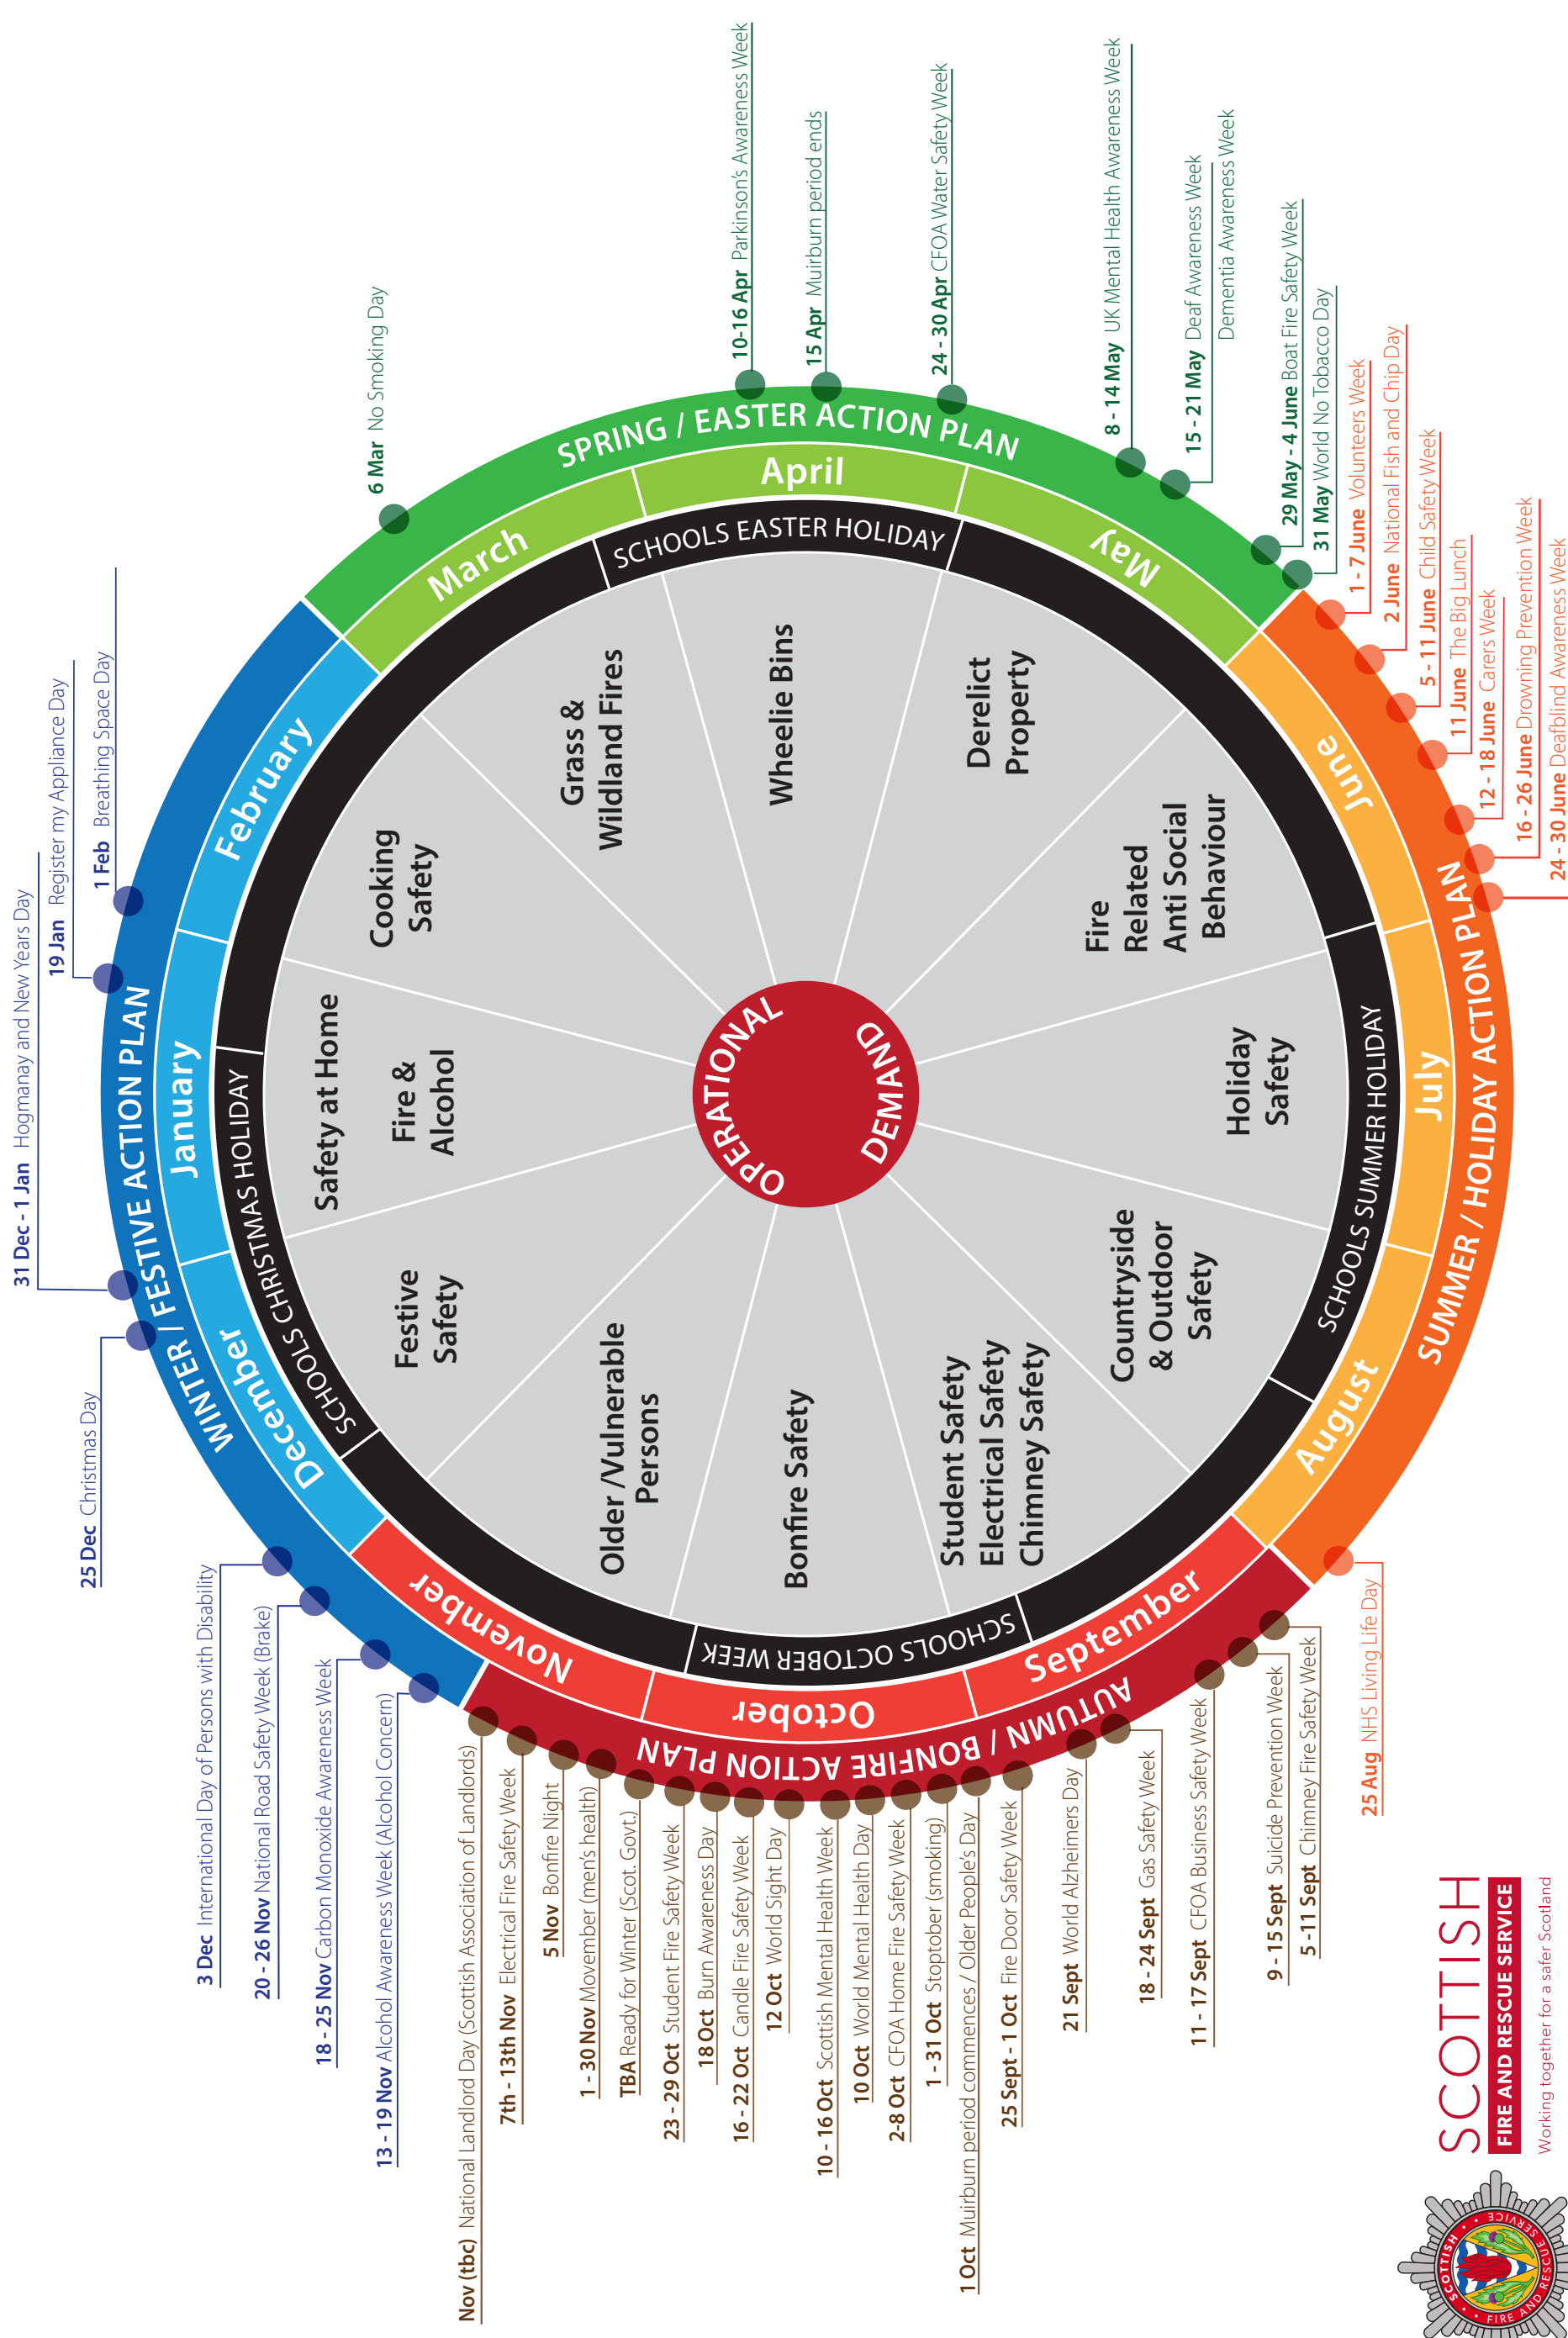 31 Dec - 1 Jan Hogmanay and New Years Day
19 Jan Register my Appliance Day
1 Feb Breathing Space Day
6 Mar No Smoking Day
10-16 Apr Parkinson's Awareness Week
15 Apr Muirburn period ends
24 - 30 Apr CFOA Water Safety Week
8 - 14 May UK Mental Health Awareness Week
15 - 21 May Deaf Awareness Week
Dementia Awareness Week
29 May - 4 June Boat Fire Safety Week
31 May World No Tobacco Day
1 - 7 June Volunteers Week
2 June National Fish and Chip Day
5 - 11 June Child Safety Week
11 June The Big Lunch
12 - 18 June Carers Week
16 - 26 June Drowning Prevention Week
24 - 30 June Deafblind Awareness Week
25 Aug NHS Living Life Day
5 -11 Sept Chimney Fire Safety Week
9 - 15 Sept Suicide Prevention Week
11 - 17 Sept CFOA Business Safety Week
18 - 24 Sept Gas Safety Week
21 Sept World Alzheimers Day
25 Sept - 1 Oct Fire Door Safety Week
1 Oct Muirburn period commences / Older People's Day
1 - 31 Oct Stoptober (smoking)
2-8 Oct CFOA Home Fire Safety Week
10 Oct World Mental Health Day
10 - 16 Oct Scottish Mental Health Week
12 Oct World Sight Day
16 - 22 Oct Candle Fire Safety Week
18 Oct Burn Awareness Day
23 - 29 Oct Student Fire Safety Week
TBA Ready for Winter (Scot. Govt.)
1 - 30 Nov Movember (men's health)
5 Nov Bonfire Night
7th - 13th Nov Electrical Fire Safety Week
Nov (tbc) National Landlord Day (Scottish Association of Landlords)
13 - 19 Nov Alcohol Awareness Week (Alcohol Concern)
18 - 25 Nov Carbon Monoxide Awareness Week
20 - 26 Nov National Road Safety Week (Brake)
3 Dec International Day of Persons with Disability
25 Dec Christmas Day
WINTER / FESTIVE ACTION PLAN
SPRING / EASTER ACTION PLAN
SUMMER / HOLIDAY ACTION PLAN
AUTUMN / BONFIRE ACTION PLAN
January
February
March
April
May
June
July
August
September
October
November
December
SCHOOLS CHRISTMAS HOLIDAY
SCHOOLS EASTER HOLIDAY
SCHOOLS SUMMER HOLIDAY
SCHOOLS OCTOBER WEEK
Safety at Home
Fire &
Alcohol
Cooking
Safety
Grass &
Wildland Fires
Wheelie Bins
Derelict
Property
Fire
Related
Anti Social
Behaviour
Holiday
Safety
Countryside
& Outdoor
Safety
Student Safety
Electrical Safety
Chimney Safety
Bonfire Safety
Older /Vulnerable
Persons
Festive
Safety
OPERATIONAL
DEMAND
SCOTTISH
FIRE AND RESCUE SERVICE
Working together for a safer Scotland
SCOTTISH
FIRE AND RESCUE SERVICE